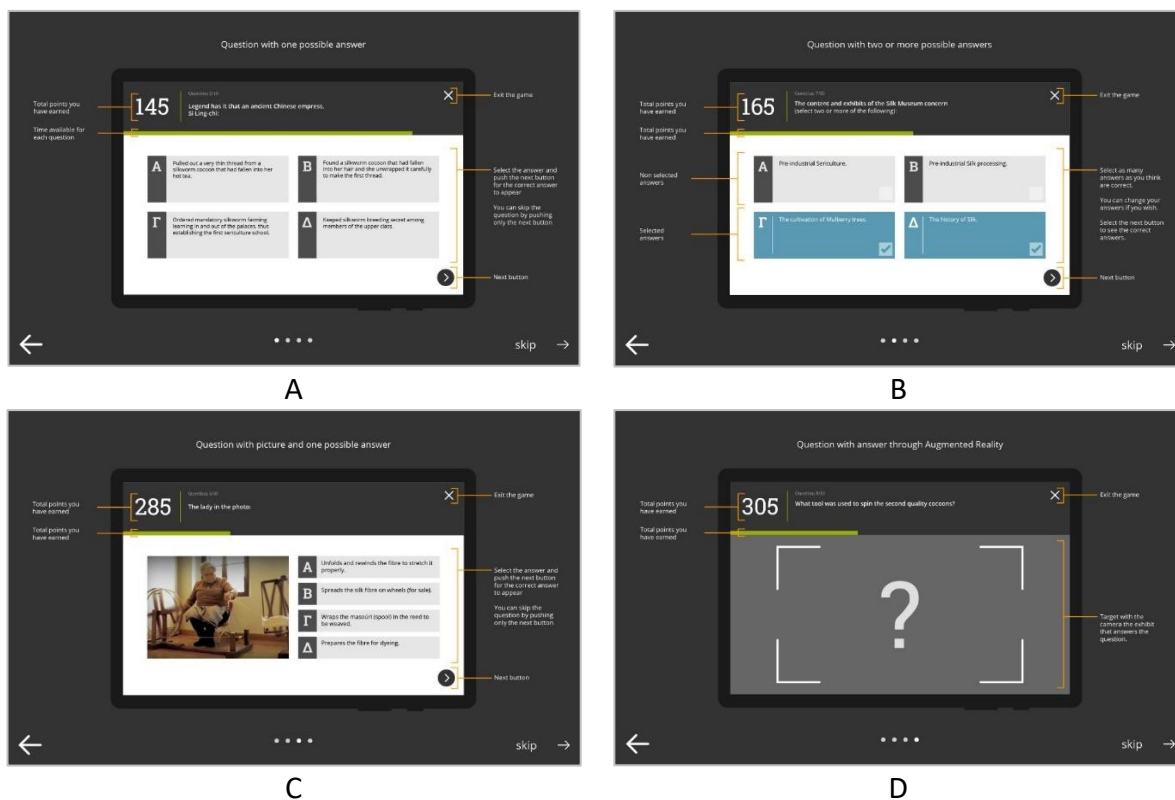 Question with one possible answer
Total points you
have earned
145
Question 2/10
Legend has it that an ancient Chinese empress,
Si Ling-chi:
Exit the game
Time available for
each question
A
Pulled out a very thin thread from a
silkworm cocoon that had fallen into her
hot tea.
B
Found a silkworm cocoon that had fallen
into her hair and she unwrapped it carefully
to make the first thread.
Γ
Ordered mandatory silkworm farming
learning in and out of the palaces, thus
establishing the first sericulture school.
Δ
Keeped silkworm breeding secret among
members of the upper class.
Select the answer and
push the next button
for the correct answer
to appear
You can skip the
question by pushing
only the next button
Next button
skip
A
Question with two or more possible answers
Total points you
have earned
165
The content and exhibits of the Silk Museum concern
(select two or more of the following):
Exit the game
Total points you
have earned
Non selected
answers
A
Pre-industrial Sericulture.
B
Pre-industrial Silk processing.
Selected
answers
Γ
The cultivation of Mulberry trees.
Δ
The history of Silk.
Select as many
answers as you think
are correct.
You can change your
answers if you wish.
Select the next button
to see the correct
answers.
Next button
skip
B
Question with picture and one possible answer
Total points you
have earned
285
The lady in the photo:
Exit the game
Total points you
have earned
A
Unfolds and rewinds the fibre to stretch it
properly.
B
Spreads the silk fibre on wheels (for sale).
Γ
Wraps the masoúri (spool) in the reed to
be weaved.
Δ
Prepares the fibre for dyeing.
Select the answer and
push the next button
for the correct answer
to appear
You can skip the
question by pushing
only the next button
Next button
skip
C
Question with answer through Augmented Reality
Total points you
have earned
305
What tool was used to spin the second quality cocoons?
Exit the game
Total points you
have earned
?
Target with the
camera the exhibit
that answers the
question.
skip
D